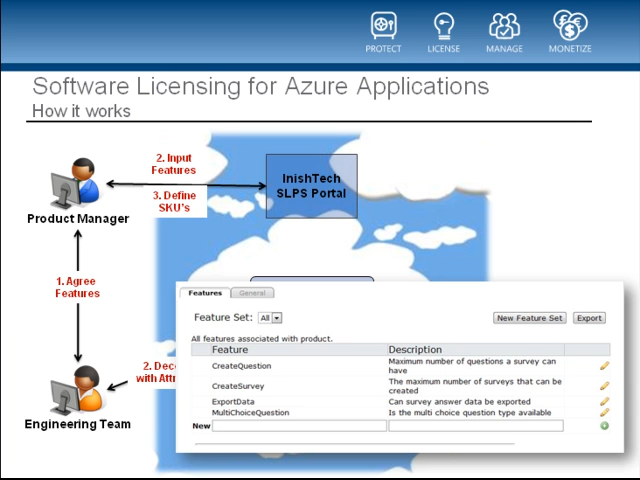 PROTECT LICENSE MANAGE MONETIZE
Software Licensing for Azure Applications
How it works
2. Input
Features
InishTech
SLPS Portal
3. Define
SKU's
Product Manager
1. Agree
Features
Features General
Feature Set: All New Feature Set Export
All features associated with product.
Feature Description
CreateQuestion Maximum number of questions a survey can
have
CreateSurvey The maximum number of surveys that can be
created
ExportData Can survey answer data be exported
MultiChoiceQuestion Is the multi choice question type available
New
2. Deco
with Attr
Engineering Team